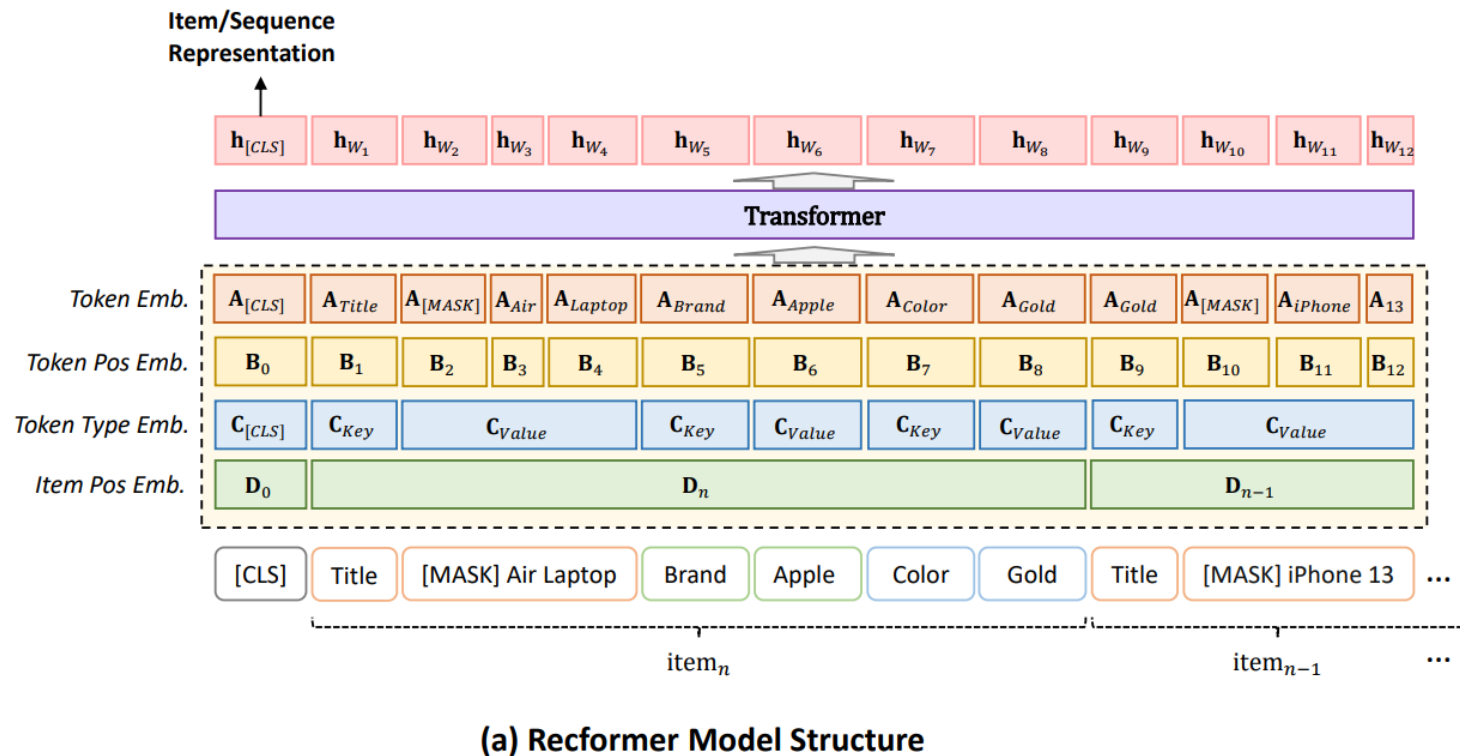 Item/Sequence
Representation
h[CLS] hW1 hW2 hW3 hW4 hW5 hW6 hW7 hW8 hW9 hW10 hW11 hW12
Transformer
Token Emb. A[CLS] ATitle A[MASK] AAir ALaptop ABrand AApple AColor AGold AGold A[MASK] AiPhone A13
Token Pos Emb. B0 B1 B2 B3 B4 B5 B6 B7 B8 B9 B10 B11 B12
Token Type Emb. C[CLS] CKey CValue CKey CValue CKey CValue CKey CValue
Item Pos Emb. D0 Dn Dn−1
[CLS] Title [MASK] Air Laptop Brand Apple Color Gold Title [MASK] iPhone 13 ...
itemn itemn−1 ...
(a) Recformer Model Structure